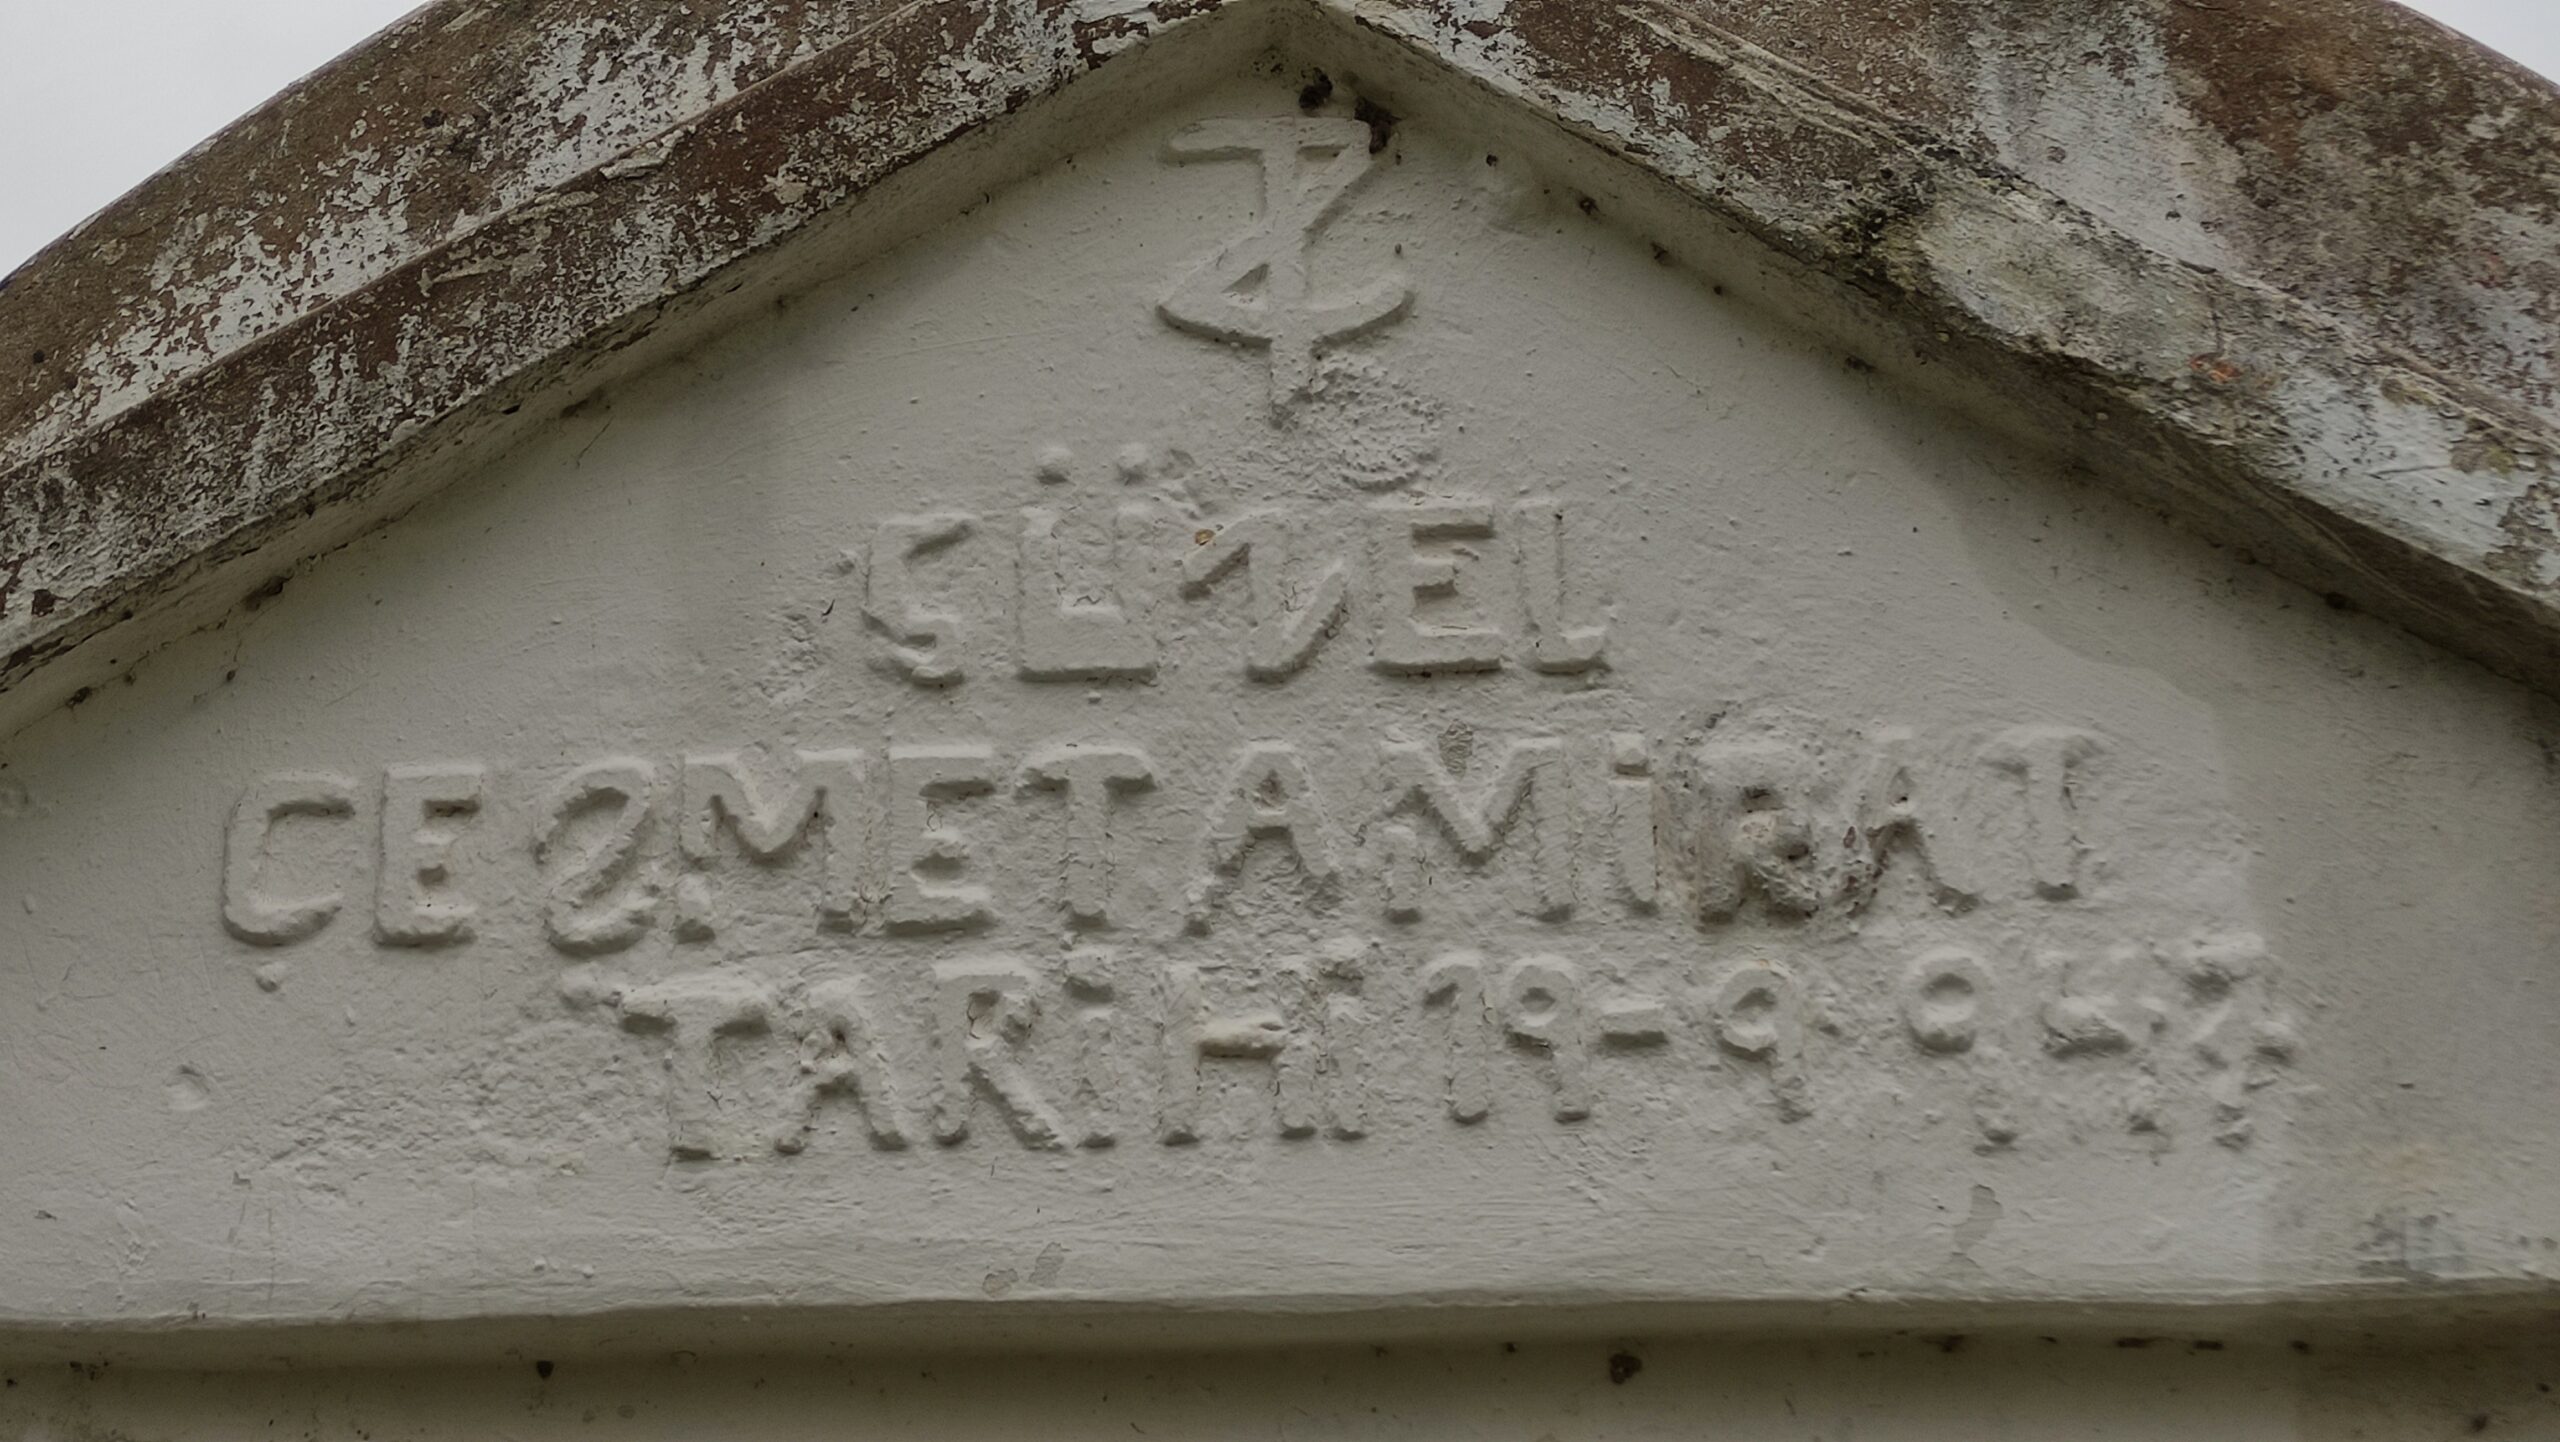 GÜZEL
ÇEŞME TAMİRAT
TARİHİ 19-9-957